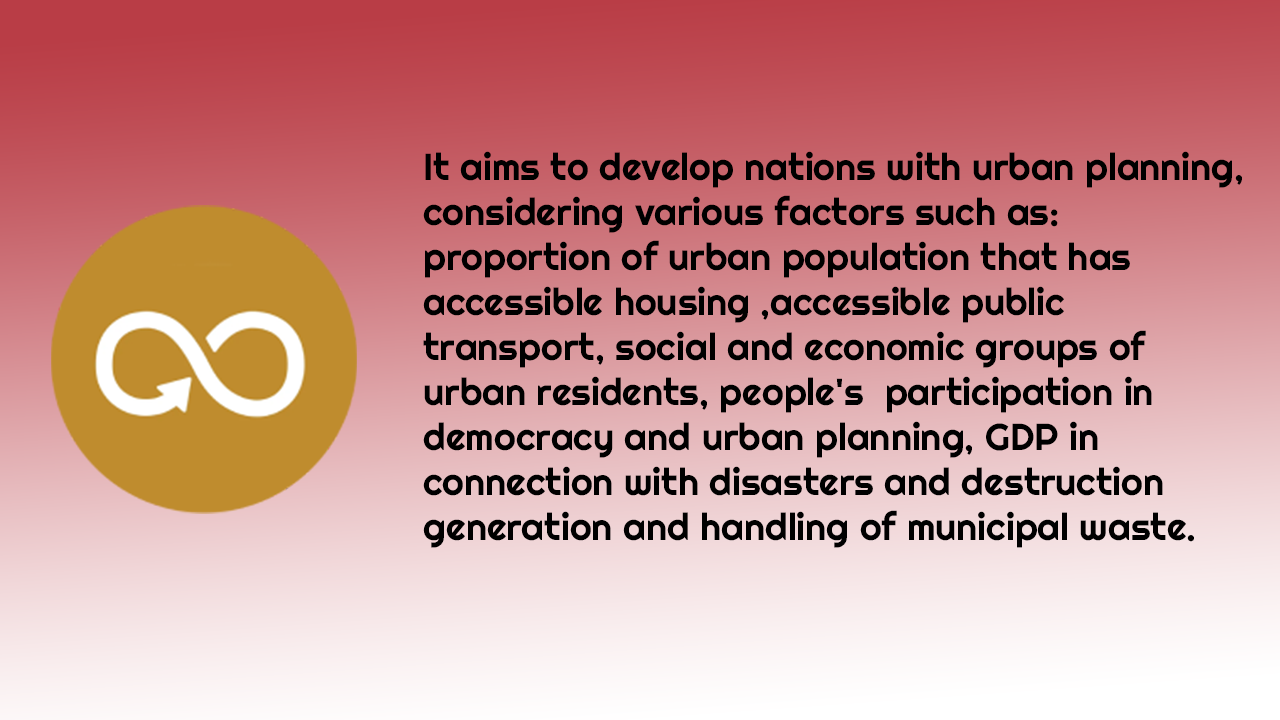 It aims to develop nations with urban planning,
considering various factors such as:
proportion of urban population that has
accessible housing ,accessible public
transport, social and economic groups of
urban residents, people's  participation in
democracy and urban planning, GDP in
connection with disasters and destruction
generation and handling of municipal waste.